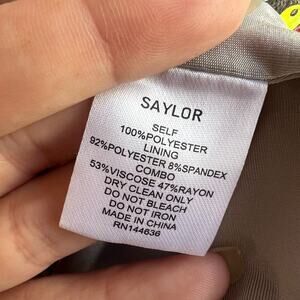 SAYLOR
SELF
100%POLYESTER
LINING
92%POLYESTER 8%SPANDEX
COMBO
53%VISCOSE 47%RAYON
DRY CLEAN ONLY
DO NOT BLEACH
DO NOT IRON
MADE IN CHINA
RN144636